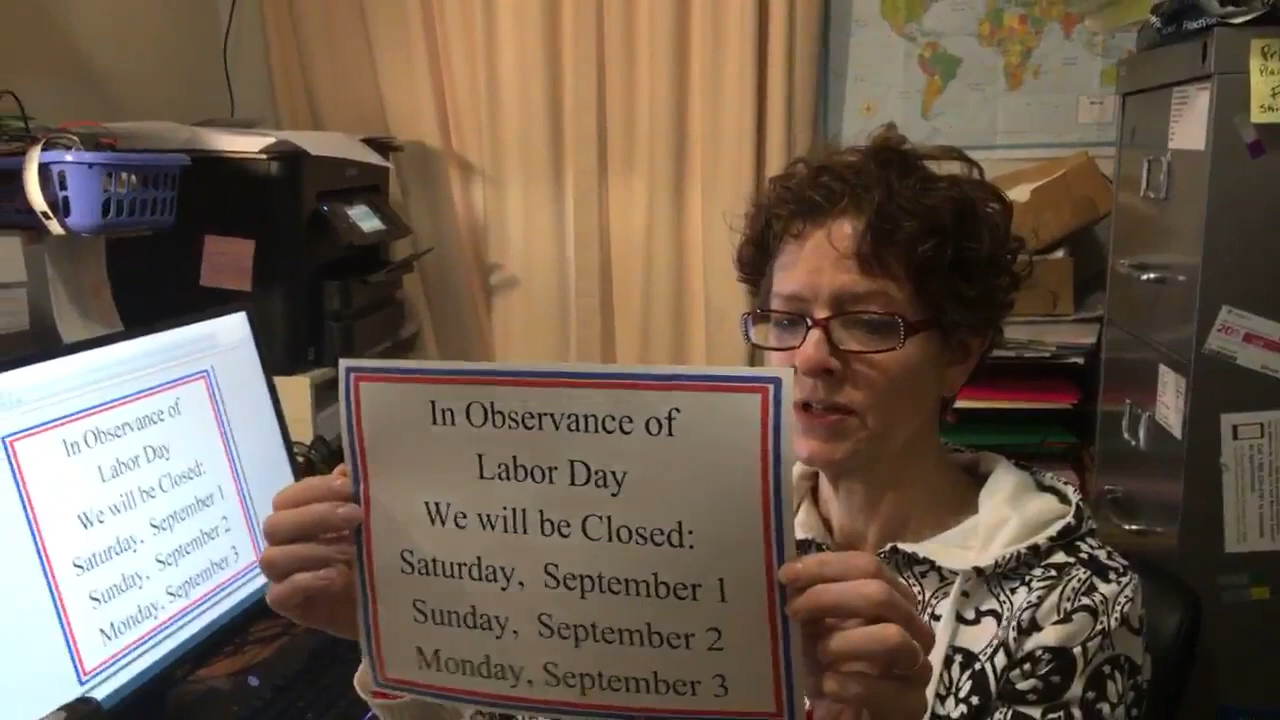 In Observance of
Labor Day
We will be Closed:
Saturday, September 1
Sunday, September 2
Monday, September 3
In Observance of
Labor Day
We will be Closed:
Saturday, September 1
Sunday, September 2
Monday, September 3
20%